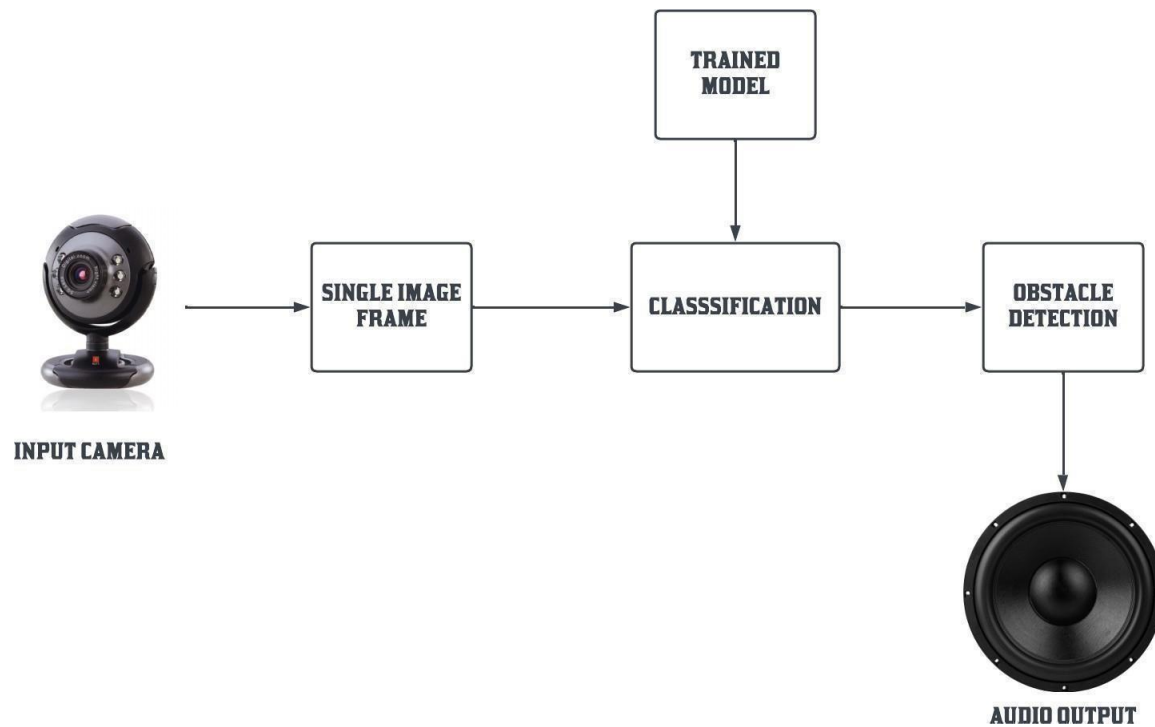 TRAINED
MODEL
SINGLE IMAGE
FRAME
CLASSSIFICATION
OBSTACLE
DETECTION
INPUT CAMERA
AUDIO OUTPUT